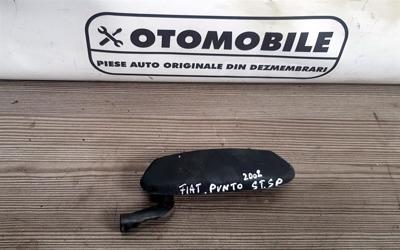 OTOMOBILE
PIESE AUTO ORIGINALE DIN DEZMEMBRARI
2002
FIAT. PUNTO ST.SP